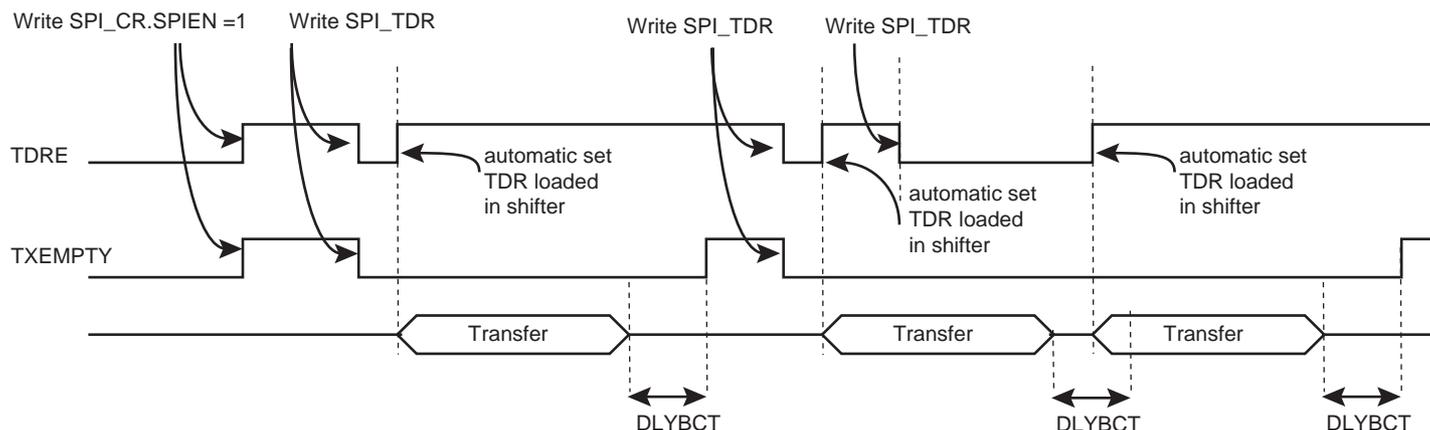 Write SPI_CR.SPIEN =1
Write SPI_TDR
Write SPI_TDR
Write SPI_TDR
TDRE
automatic set
TDR loaded
in shifter
automatic set
TDR loaded
in shifter
automatic set
TDR loaded
in shifter
TXEMPTY
Transfer
Transfer
Transfer
DLYBCT
DLYBCT
DLYBCT